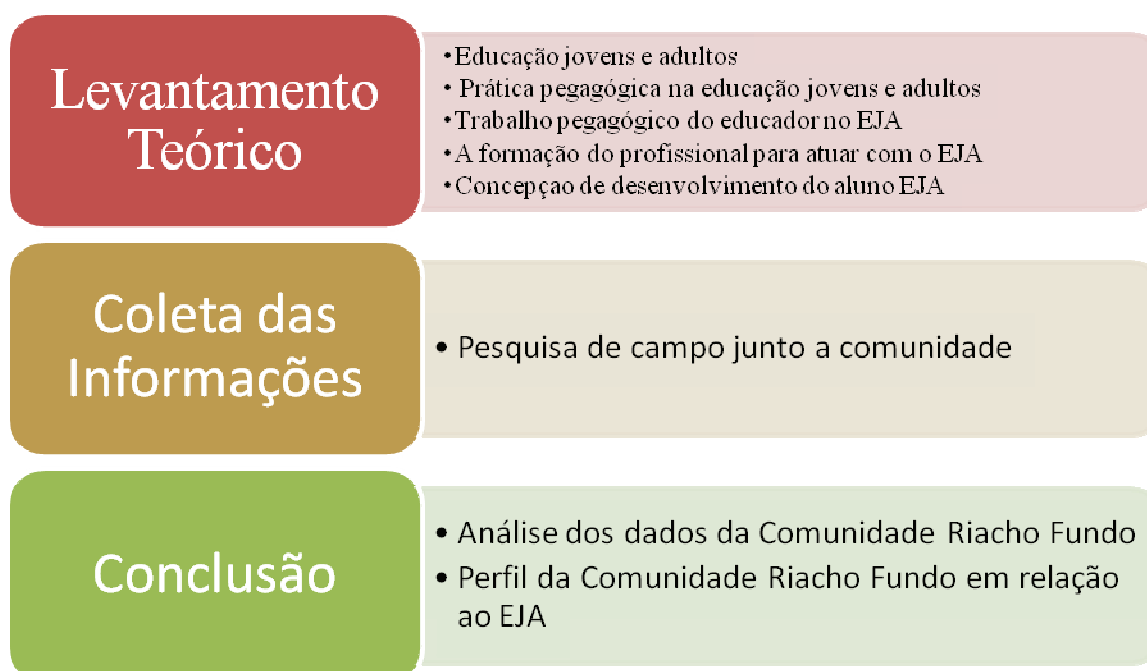 Levantamento
Teórico
•Educação jovens e adultos
• Prática pegagógica na educação jovens e adultos
•Trabalho pegagógico do educador no EJA
•A formação do profissional para atuar com o EJA
•Concepçao de desenvolvimento do aluno EJA
Coleta das
Informações
• Pesquisa de campo junto a comunidade
Conclusão
• Análise dos dados da Comunidade Riacho Fundo
• Perfil da Comunidade Riacho Fundo em relação
ao EJA